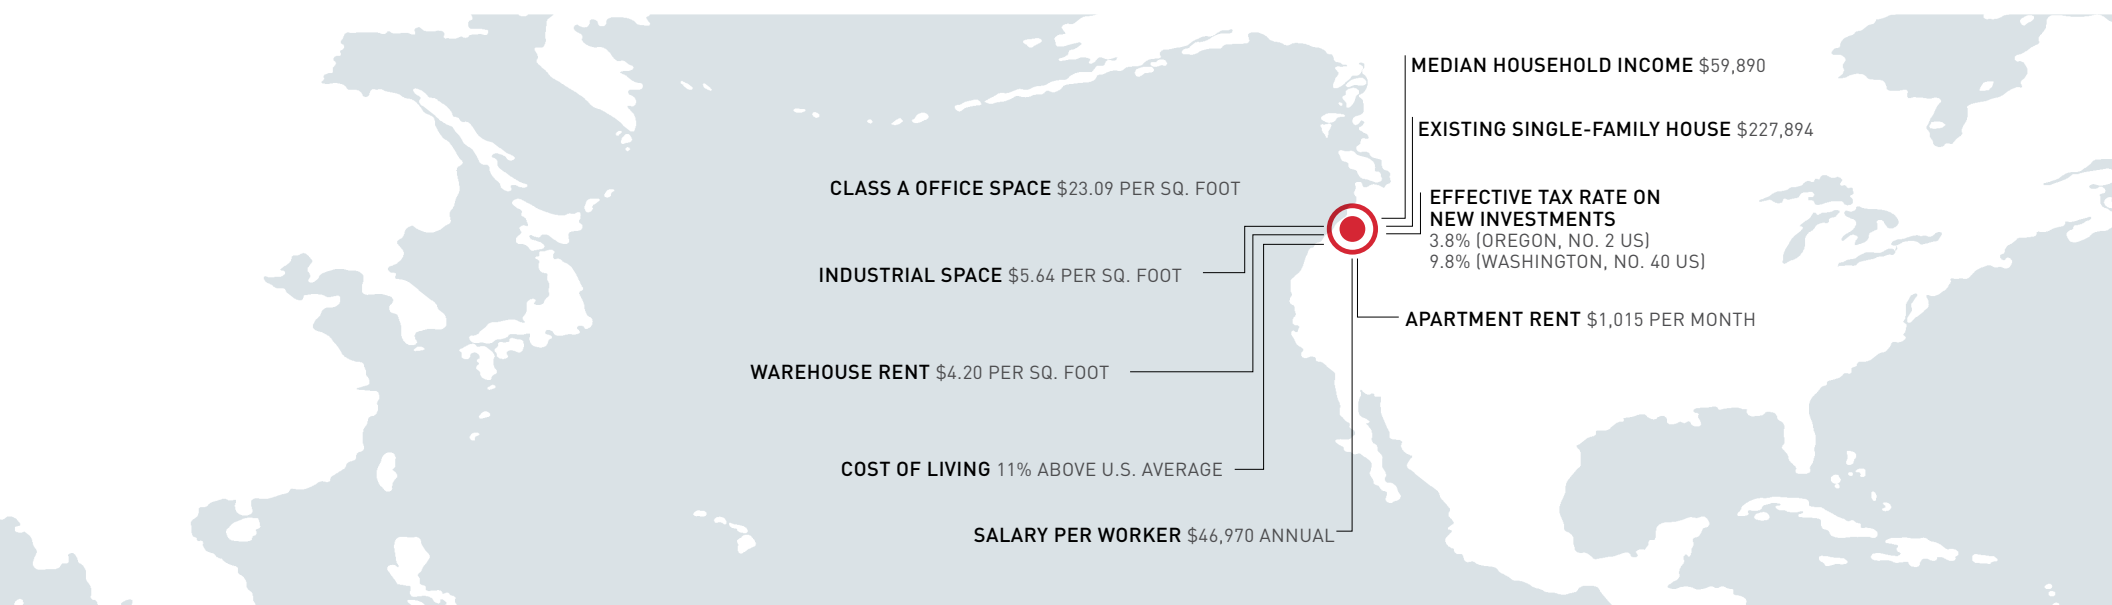 MEDIAN HOUSEHOLD INCOME $59,890
EXISTING SINGLE-FAMILY HOUSE $227,894
CLASS A OFFICE SPACE $23.09 PER SQ. FOOT
EFFECTIVE TAX RATE ON
NEW INVESTMENTS
3.8% (OREGON, NO. 2 US)
9.8% (WASHINGTON, NO. 40 US)
INDUSTRIAL SPACE $5.64 PER SQ. FOOT
APARTMENT RENT $1,015 PER MONTH
WAREHOUSE RENT $4.20 PER SQ. FOOT
COST OF LIVING 11% ABOVE U.S. AVERAGE
SALARY PER WORKER $46,970 ANNUAL